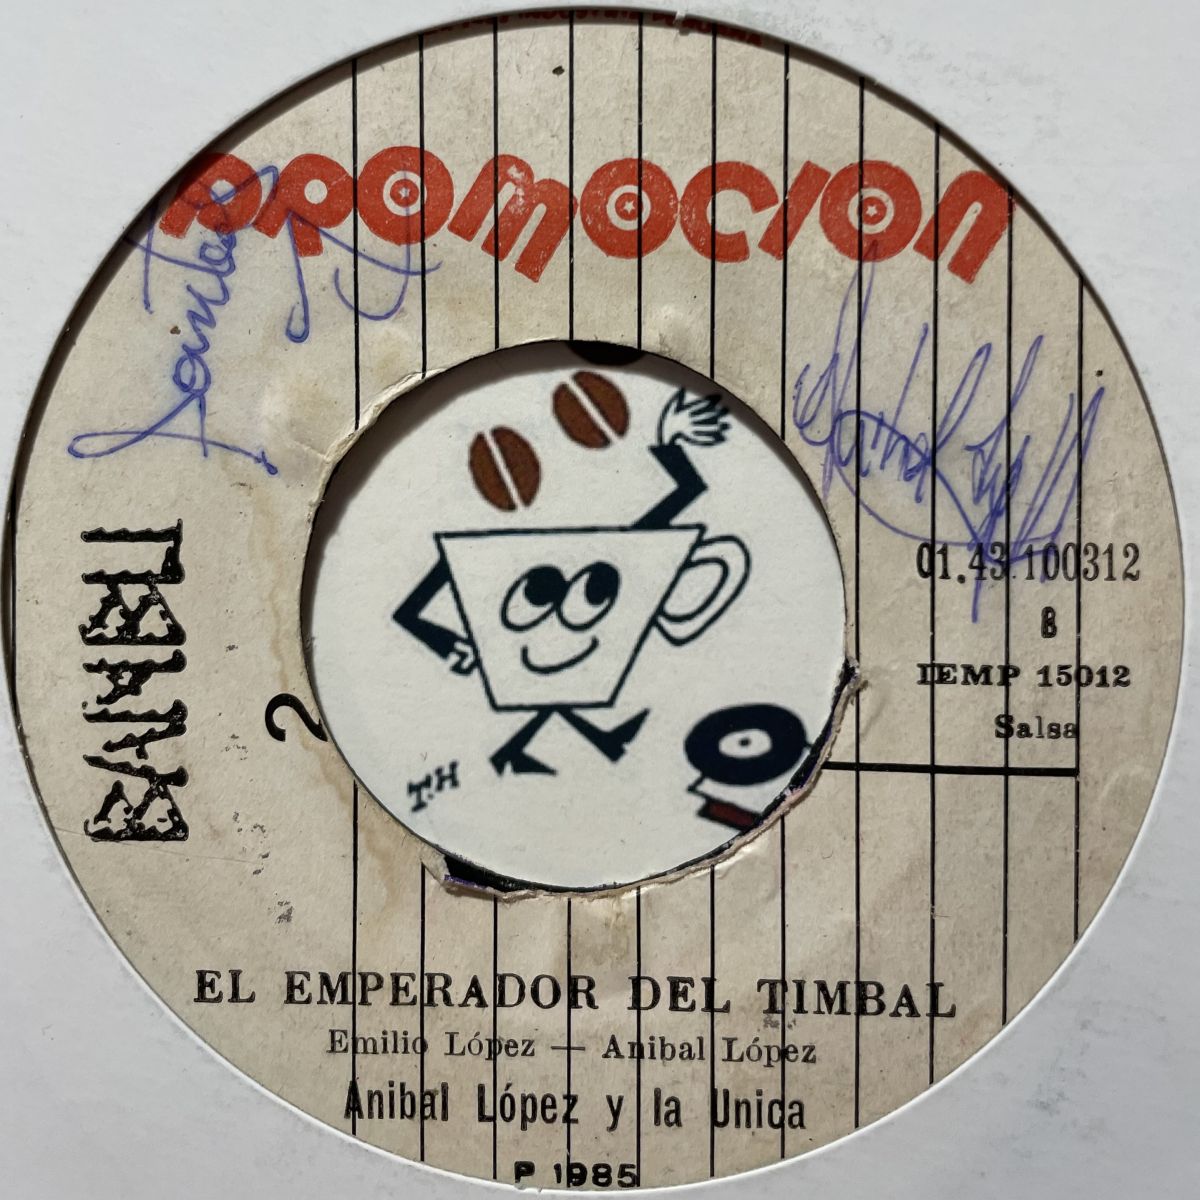 PROMOCION
01.43.100312
B
IEMP 15012
Salsa
2
T.H
EL EMPERADOR DEL TIMBAL
Emilio López — Anibal López
Anibal López y la Unica
P 1985